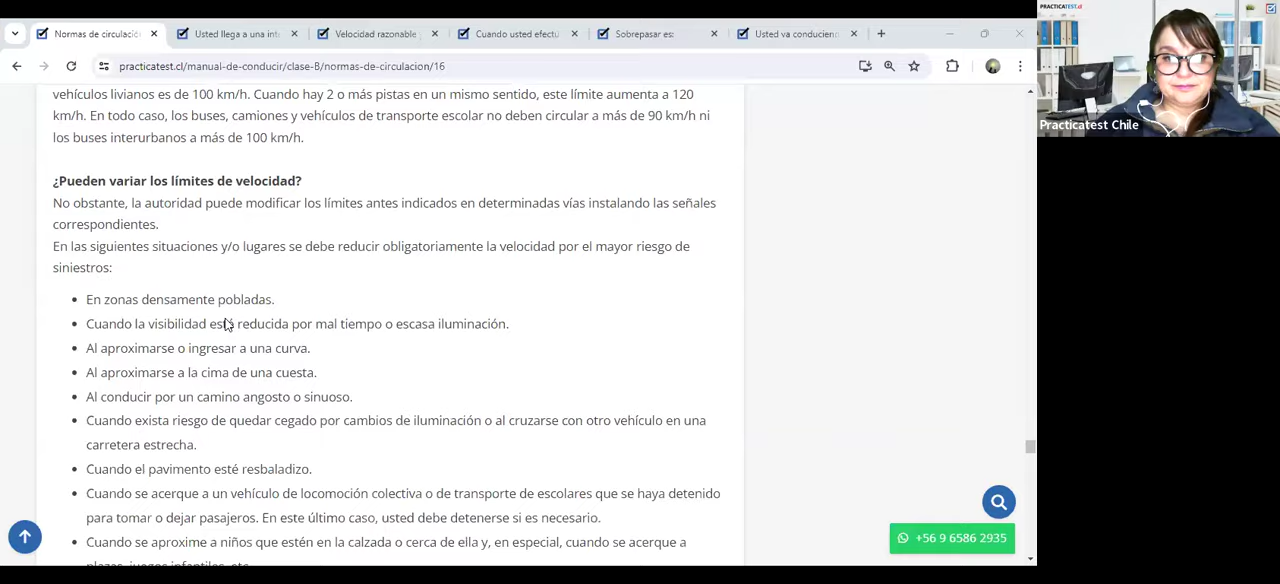 Normas de circulació
Usted llega a una inte
Velocidad razonable
Cuando usted efectu
Sobrepasar es:
Usted va conduciend
practicatest.cl/manual-de-conducir/clase-B/normas-de-circulacion/16
PRACTICATEST.cl
Practicatest Chile
vehículos livianos es de 100 km/h. Cuando hay 2 o más pistas en un mismo sentido, este límite aumenta a 120
km/h. En todo caso, los buses, camiones y vehículos de transporte escolar no deben circular a más de 90 km/h ni
los buses interurbanos a más de 100 km/h.
¿Pueden variar los límites de velocidad?
No obstante, la autoridad puede modificar los límites antes indicados en determinadas vías instalando las señales
correspondientes.
En las siguientes situaciones y/o lugares se debe reducir obligatoriamente la velocidad por el mayor riesgo de
siniestros:
En zonas densamente pobladas.
Cuando la visibilidad está reducida por mal tiempo o escasa iluminación.
Al aproximarse o ingresar a una curva.
Al aproximarse a la cima de una cuesta.
Al conducir por un camino angosto o sinuoso.
Cuando exista riesgo de quedar cegado por cambios de iluminación o al cruzarse con otro vehículo en una
carretera estrecha.
Cuando el pavimento esté resbaladizo.
Cuando se acerque a un vehículo de locomoción colectiva o de transporte de escolares que se haya detenido
para tomar o dejar pasajeros. En este último caso, usted debe detenerse si es necesario.
Cuando se aproxime a niños que estén en la calzada o cerca de ella y, en especial, cuando se acerque a
plazas, juegos infantiles, etc.
+56 9 6586 2935